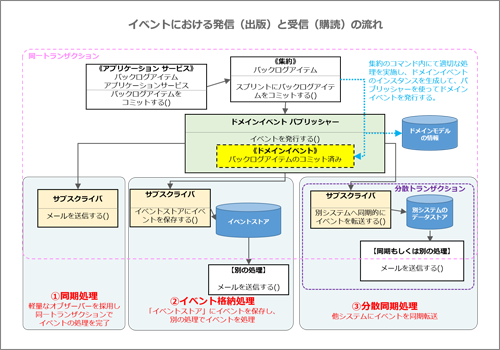 イベントにおける発信（出版）と受信（購読）の流れ
同一トランザクション
《アプリケーション サービス》
バックログアイテム
アプリケーションサービス
バックログアイテムを
コミットする()
《集約》
バックログアイテム
スプリントにバックログアイテ
ムをコミットする()
集約のコマンド内にて適切な処
理を実施し、ドメインイベント
のインスタンスを生成して、パブ
リッシャーを使ってドメインイ
ベントを発行する。
ドメインイベント パブリッシャー
イベントを発行する()
《ドメインイベント》
バックログアイテムのコミット済み
ドメインモデル
の情報
サブスクライバ
メールを送信する()
サブスクライバ
イベントストアにイベ
ントを保存する()
イベントストア
【別の処理】
メールを送信する()
分散トランザクション
サブスクライバ
別システムへ同期的に
イベントを転送する()
別システムの
データストア
【同期もしくは別の処理】
メールを送信する()
①同期処理
軽量なオブザーバーを採用し
同一トランザクションで
イベントの処理を完了
②イベント格納処理
「イベントストア」にイベントを保存し、
別の処理でイベントを処理
③分散同期処理
他システムにイベントを同期転送